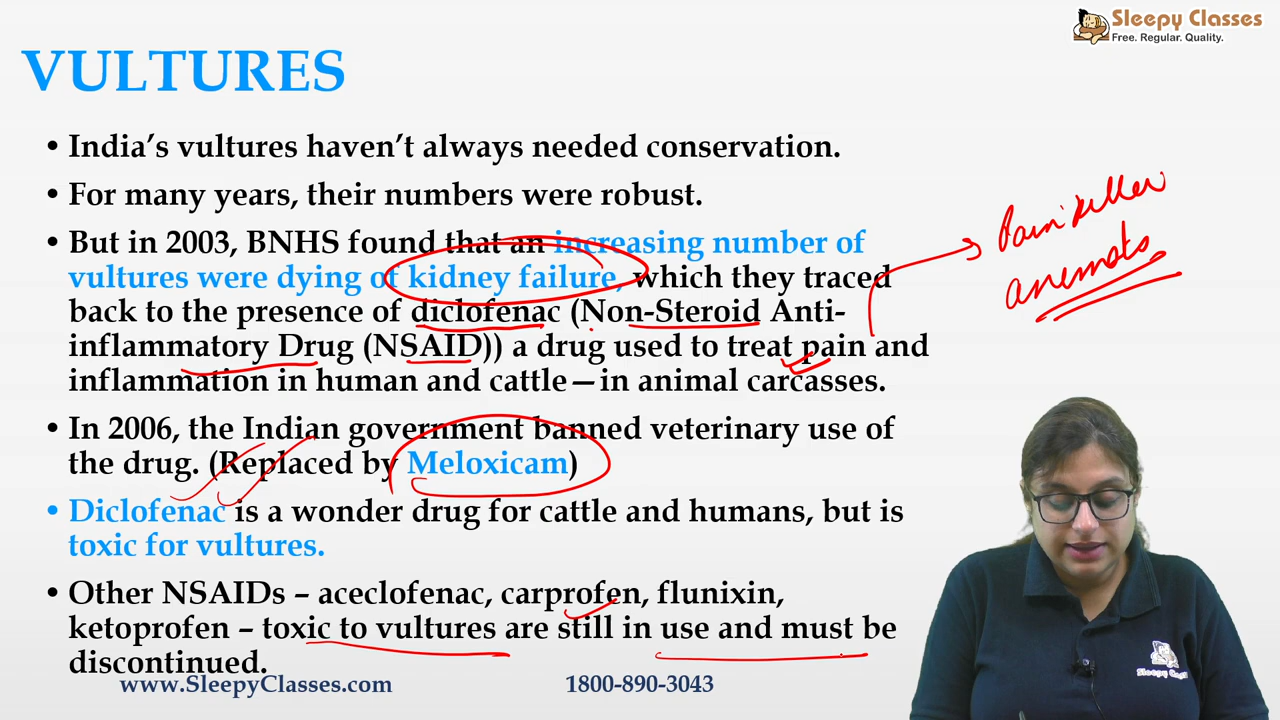 Sleepy Classes
Free. Regular. Quality.
VULTURES
• India’s vultures haven’t always needed conservation.
• For many years, their numbers were robust.
• But in 2003, BNHS found that an increasing number of
vultures were dying of kidney failure, which they traced
back to the presence of diclofenac (Non-Steroid Anti-
inflammatory Drug (NSAID)) a drug used to treat pain and
inflammation in human and cattle—in animal carcasses.
• In 2006, the Indian government banned veterinary use of
the drug. (Replaced by Meloxicam)
• Diclofenac is a wonder drug for cattle and humans, but is
toxic for vultures.
• Other NSAIDs – aceclofenac, carprofen, flunixin,
ketoprofen – toxic to vultures are still in use and must be
discontinued.
Painkiller
www.SleepyClasses.com
1800-890-3043